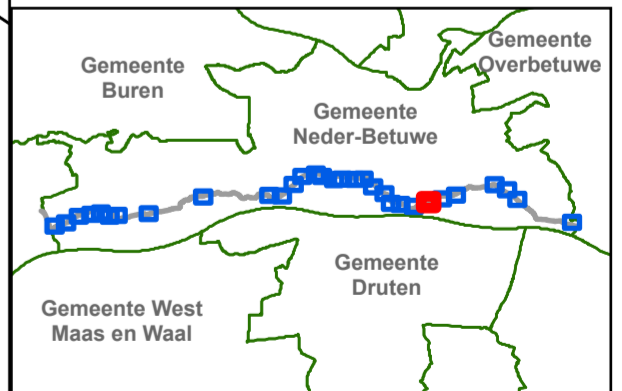 Gemeente
Overbetuwe
Gemeente
Buren
Gemeente
Neder-Betuwe
Gemeente
Druten
Gemeente West
Maas en Waal